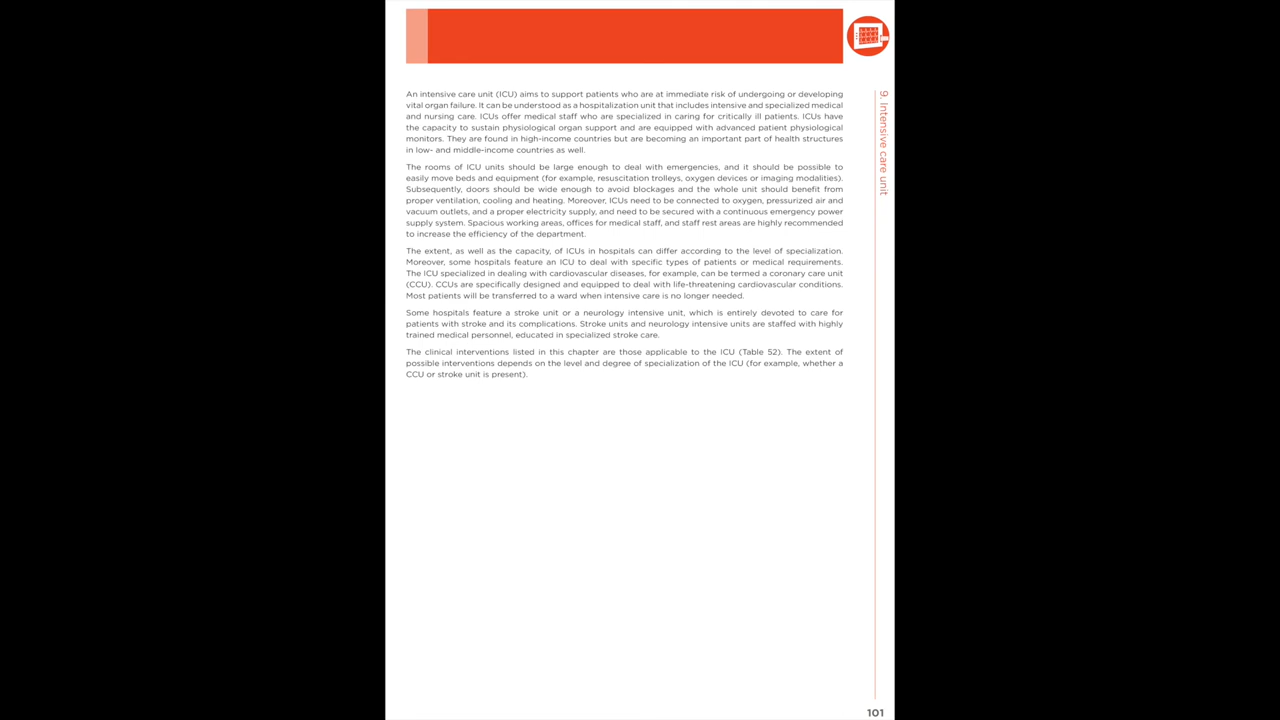 An intensive care unit (ICU) aims to support patients who are at immediate risk of undergoing or developing
vital organ failure. It can be understood as a hospitalization unit that includes intensive and specialized medical
and nursing care. ICUs offer medical staff who are specialized in caring for critically ill patients. ICUs have
the capacity to sustain physiological organ support and are equipped with advanced patient physiological
monitors. They are found in high-income countries but are becoming an important part of health structures
in low- and middle-income countries as well.
The rooms of ICU units should be large enough to deal with emergencies, and it should be possible to
easily move beds and equipment (for example, resuscitation trolleys, oxygen devices or imaging modalities).
Subsequently, doors should be wide enough to avoid blockages and the whole unit should benefit from
proper ventilation, cooling and heating. Moreover, ICUs need to be connected to oxygen, pressurized air and
vacuum outlets, and a proper electricity supply, and need to be secured with a continuous emergency power
supply system. Spacious working areas, offices for medical staff, and staff rest areas are highly recommended
to increase the efficiency of the department.
The extent, as well as the capacity, of ICUs in hospitals can differ according to the level of specialization.
Moreover, some hospitals feature an ICU to deal with specific types of patients or medical requirements.
The ICU specialized in dealing with cardiovascular diseases, for example, can be termed a coronary care unit
(CCU). CCUs are specifically designed and equipped to deal with life-threatening cardiovascular conditions.
Most patients will be transferred to a ward when intensive care is no longer needed.
Some hospitals feature a stroke unit or a neurology intensive unit, which is entirely devoted to care for
patients with stroke and its complications. Stroke units and neurology intensive units are staffed with highly
trained medical personnel, educated in specialized stroke care.
The clinical interventions listed in this chapter are those applicable to the ICU (Table 52). The extent of
possible interventions depends on the level and degree of specialization of the ICU (for example, whether a
CCU or stroke unit is present).
9. Intensive care unit
101